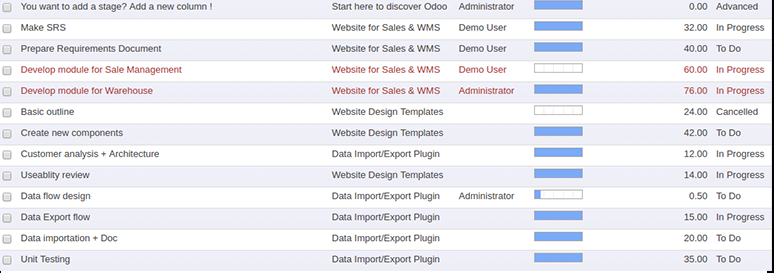 You want to add a stage? Add a new column ! Start here to discover Odoo Administrator 0.00 Advanced
Make SRS Website for Sales & WMS Demo User 32.00 In Progress
Prepare Requirements Document Website for Sales & WMS Demo User 40.00 To Do
Develop module for Sale Management Website for Sales & WMS Demo User 60.00 In Progress
Develop module for Warehouse Website for Sales & WMS Administrator 76.00 In Progress
Basic outline Website Design Templates 24.00 Cancelled
Create new components Website Design Templates 42.00 To Do
Customer analysis + Architecture Data Import/Export Plugin 12.00 In Progress
Useablity review Website Design Templates 14.00 In Progress
Data flow design Data Import/Export Plugin Administrator 0.50 To Do
Data Export flow Data Import/Export Plugin 15.00 In Progress
Data importation + Doc Data Import/Export Plugin 20.00 To Do
Unit Testing Data Import/Export Plugin 35.00 To Do